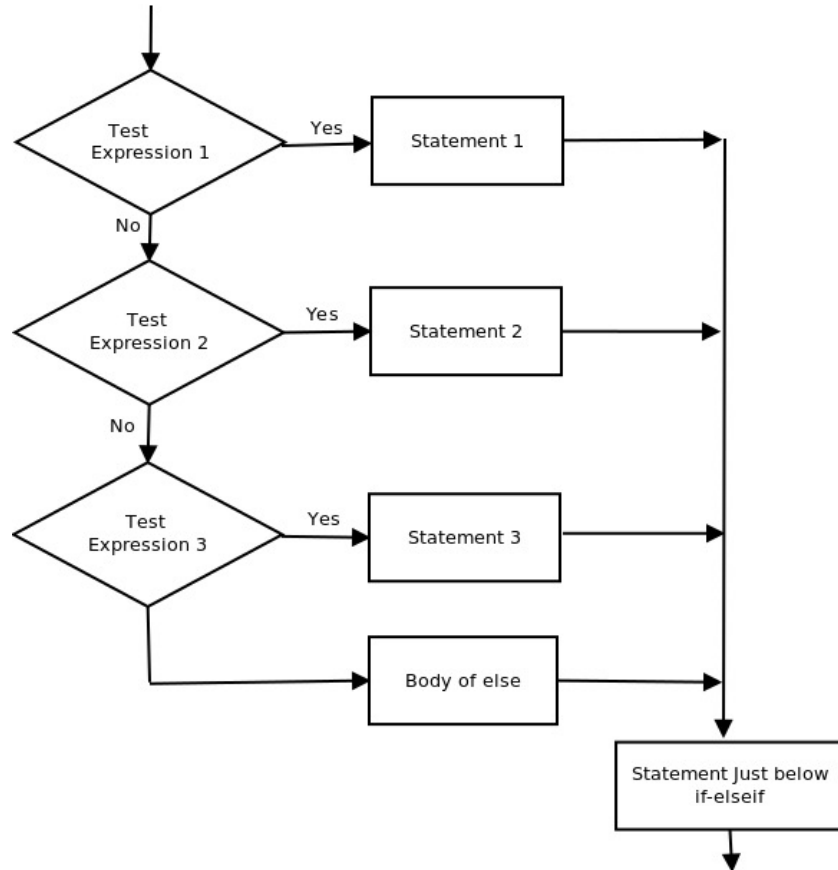 Test
Expression 1
Yes
Statement 1
No
Test
Expression 2
Yes
Statement 2
No
Test
Expression 3
Yes
Statement 3
Body of else
Statement Just below
if-elseif